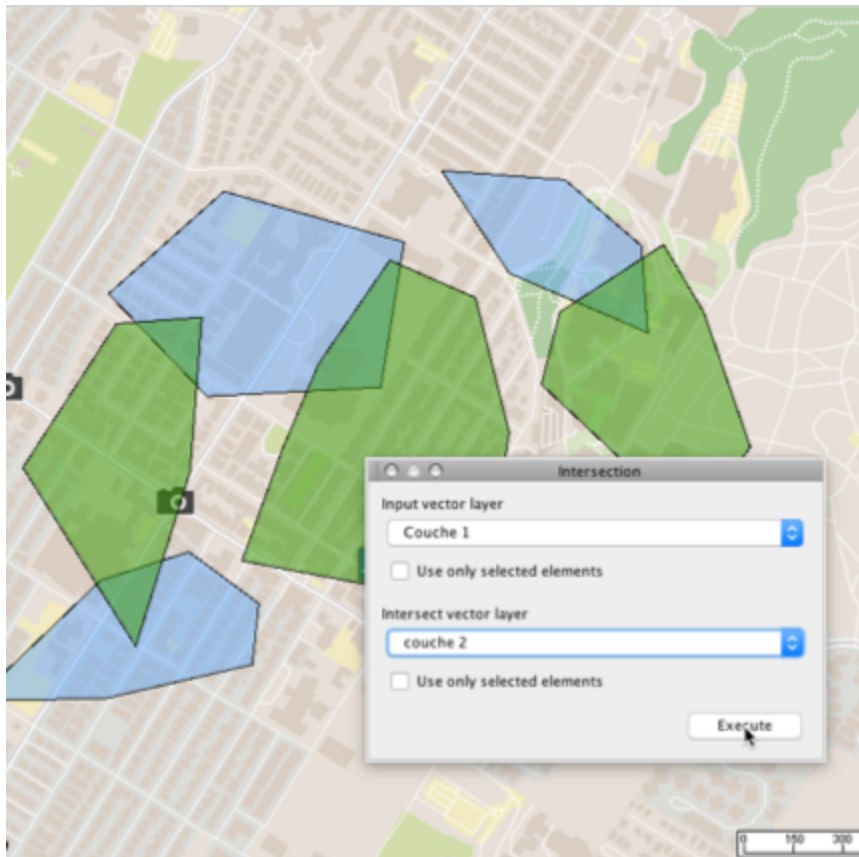 Intersection
Input vector layer
Couche 1
Use only selected elements
Intersect vector layer
couche 2
Use only selected elements
Execute
0 150 300